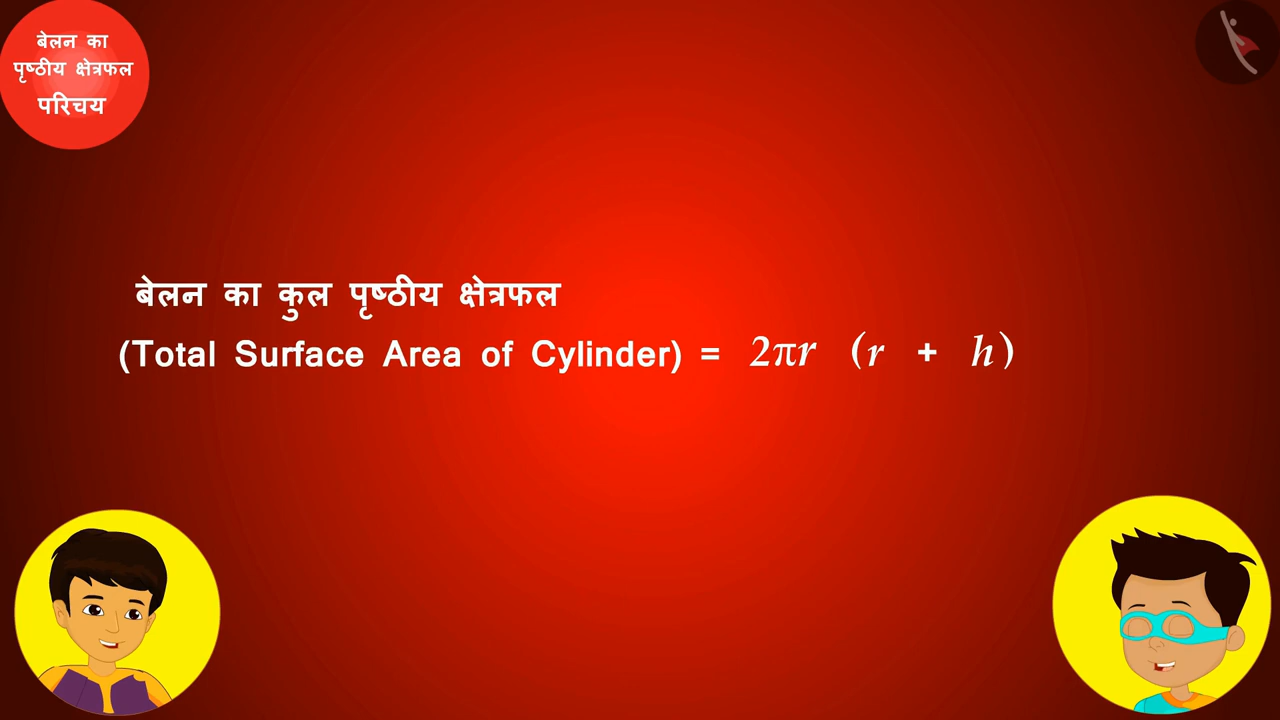 बेलन का
पृष्ठीय क्षेत्रफल
परिचय
बेलन का कुल पृष्ठीय क्षेत्रफल
(Total Surface Area of Cylinder) = 2πr (r + h)